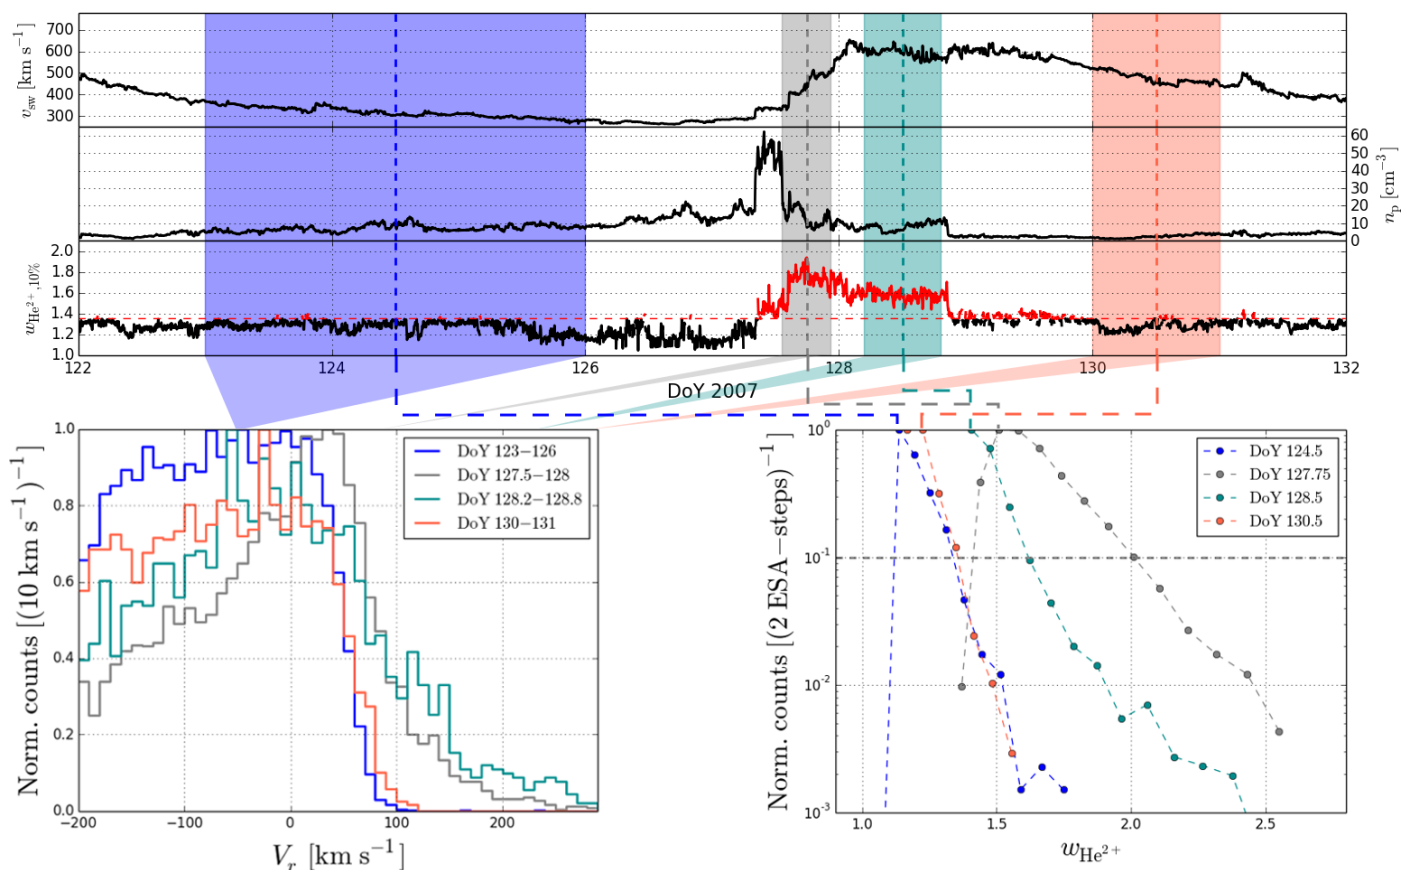 700
600
500
400
300
v_sw [km s⁻¹]
60
50
40
30
20
10
0
n_p [cm⁻³]
2.0
1.8
1.6
1.4
1.2
1.0
w_He²⁺,10%
122 124 126 128 130 132
DoY 2007
1.0
0.8
0.6
0.4
0.2
0.0
Norm. counts [(10 km s⁻¹)⁻¹]
DoY 123−126
DoY 127.5−128
DoY 128.2−128.8
DoY 130−131
−200 −100 0 100 200
V_r [km s⁻¹]
10⁰
10⁻¹
10⁻²
10⁻³
Norm. counts [(2 ESA−steps)⁻¹]
DoY 124.5
DoY 127.75
DoY 128.5
DoY 130.5
1.0 1.5 2.0 2.5
w_He²⁺